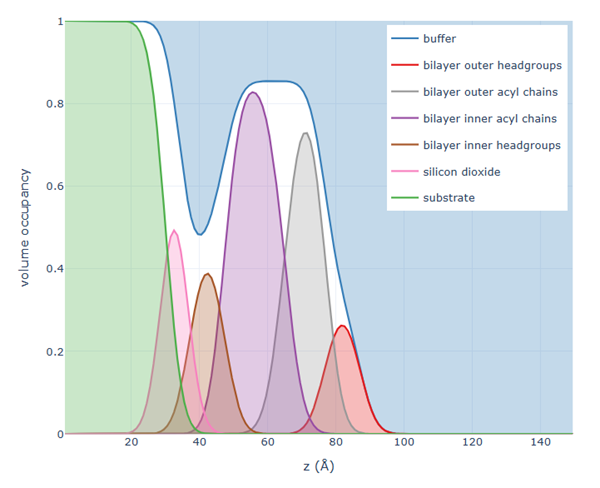 1
0.8
0.6
0.4
0.2
0
volume occupancy
20 40 60 80 100 120 140
z (Å)
buffer
bilayer outer headgroups
bilayer outer acyl chains
bilayer inner acyl chains
bilayer inner headgroups
silicon dioxide
substrate